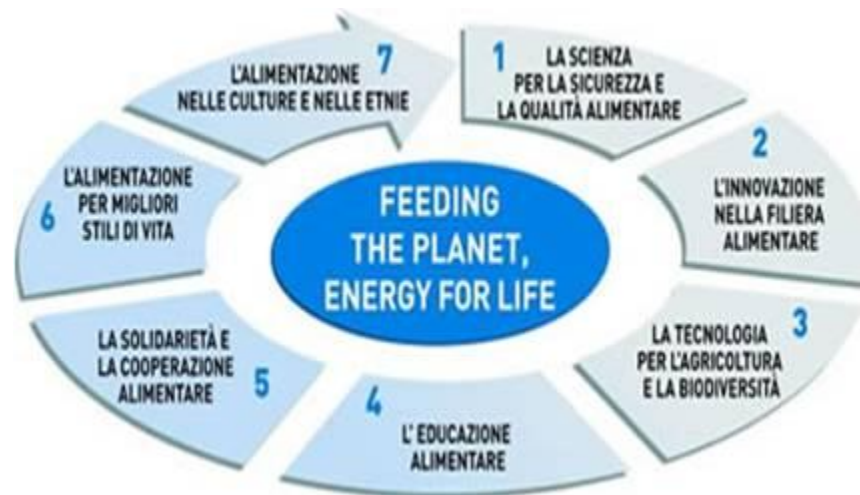 FEEDING
THE PLANET,
ENERGY FOR LIFE
1
LA SCIENZA
PER LA SICUREZZA E
LA QUALITÀ ALIMENTARE
2
L'INNOVAZIONE
NELLA FILIERA
ALIMENTARE
3
LA TECNOLOGIA
PER L'AGRICOLTURA
E LA BIODIVERSITÀ
4
L' EDUCAZIONE
ALIMENTARE
5
LA SOLIDARIETÀ E
LA COOPERAZIONE
ALIMENTARE
6
L'ALIMENTAZIONE
PER MIGLIORI
STILI DI VITA
7
L'ALIMENTAZIONE
NELLE CULTURE E NELLE ETNIE